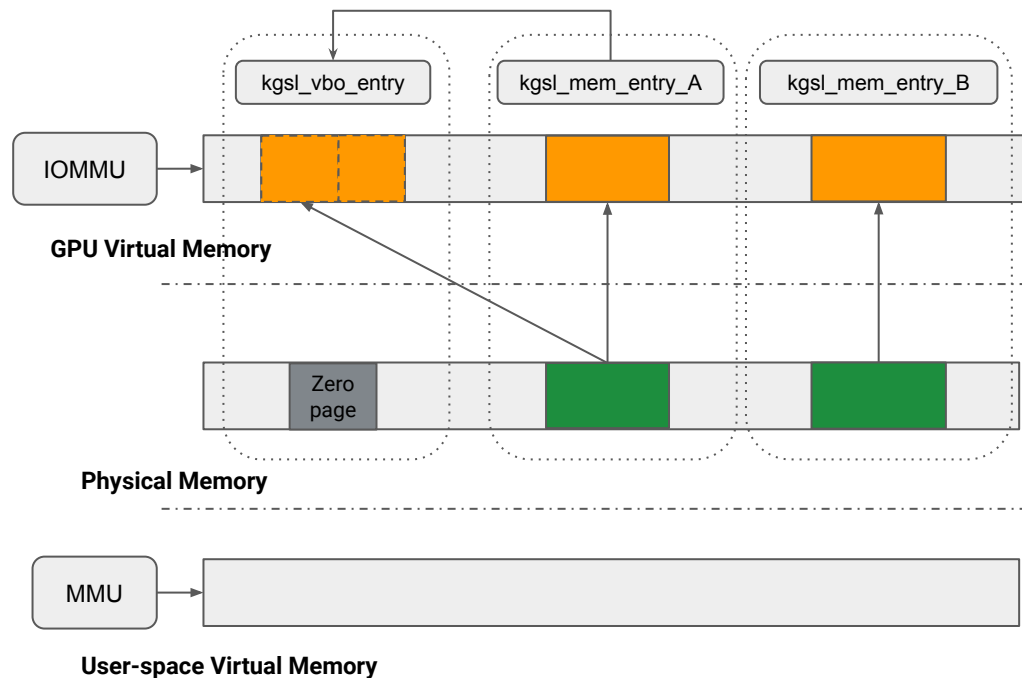 kgsl_vbo_entry
kgsl_mem_entry_A
kgsl_mem_entry_B
IOMMU
GPU Virtual Memory
Zero
page
Physical Memory
MMU
User-space Virtual Memory